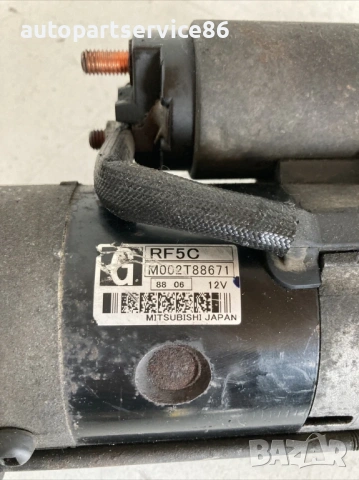 autopartservice86
G
RF5C
M002T88671
88 06 12V
MITSUBISHI JAPAN
BAZAR